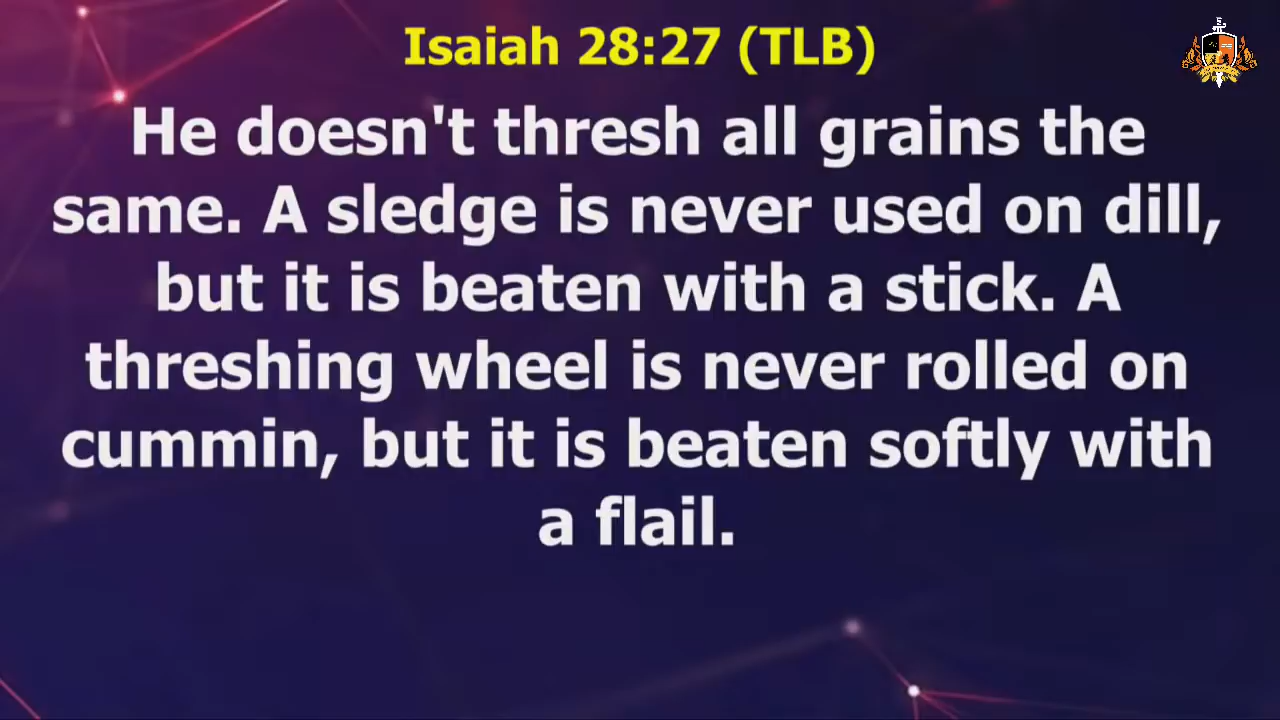 Isaiah 28:27 (TLB)
He doesn't thresh all grains the
same. A sledge is never used on dill,
but it is beaten with a stick. A
threshing wheel is never rolled on
cummin, but it is beaten softly with
a flail.